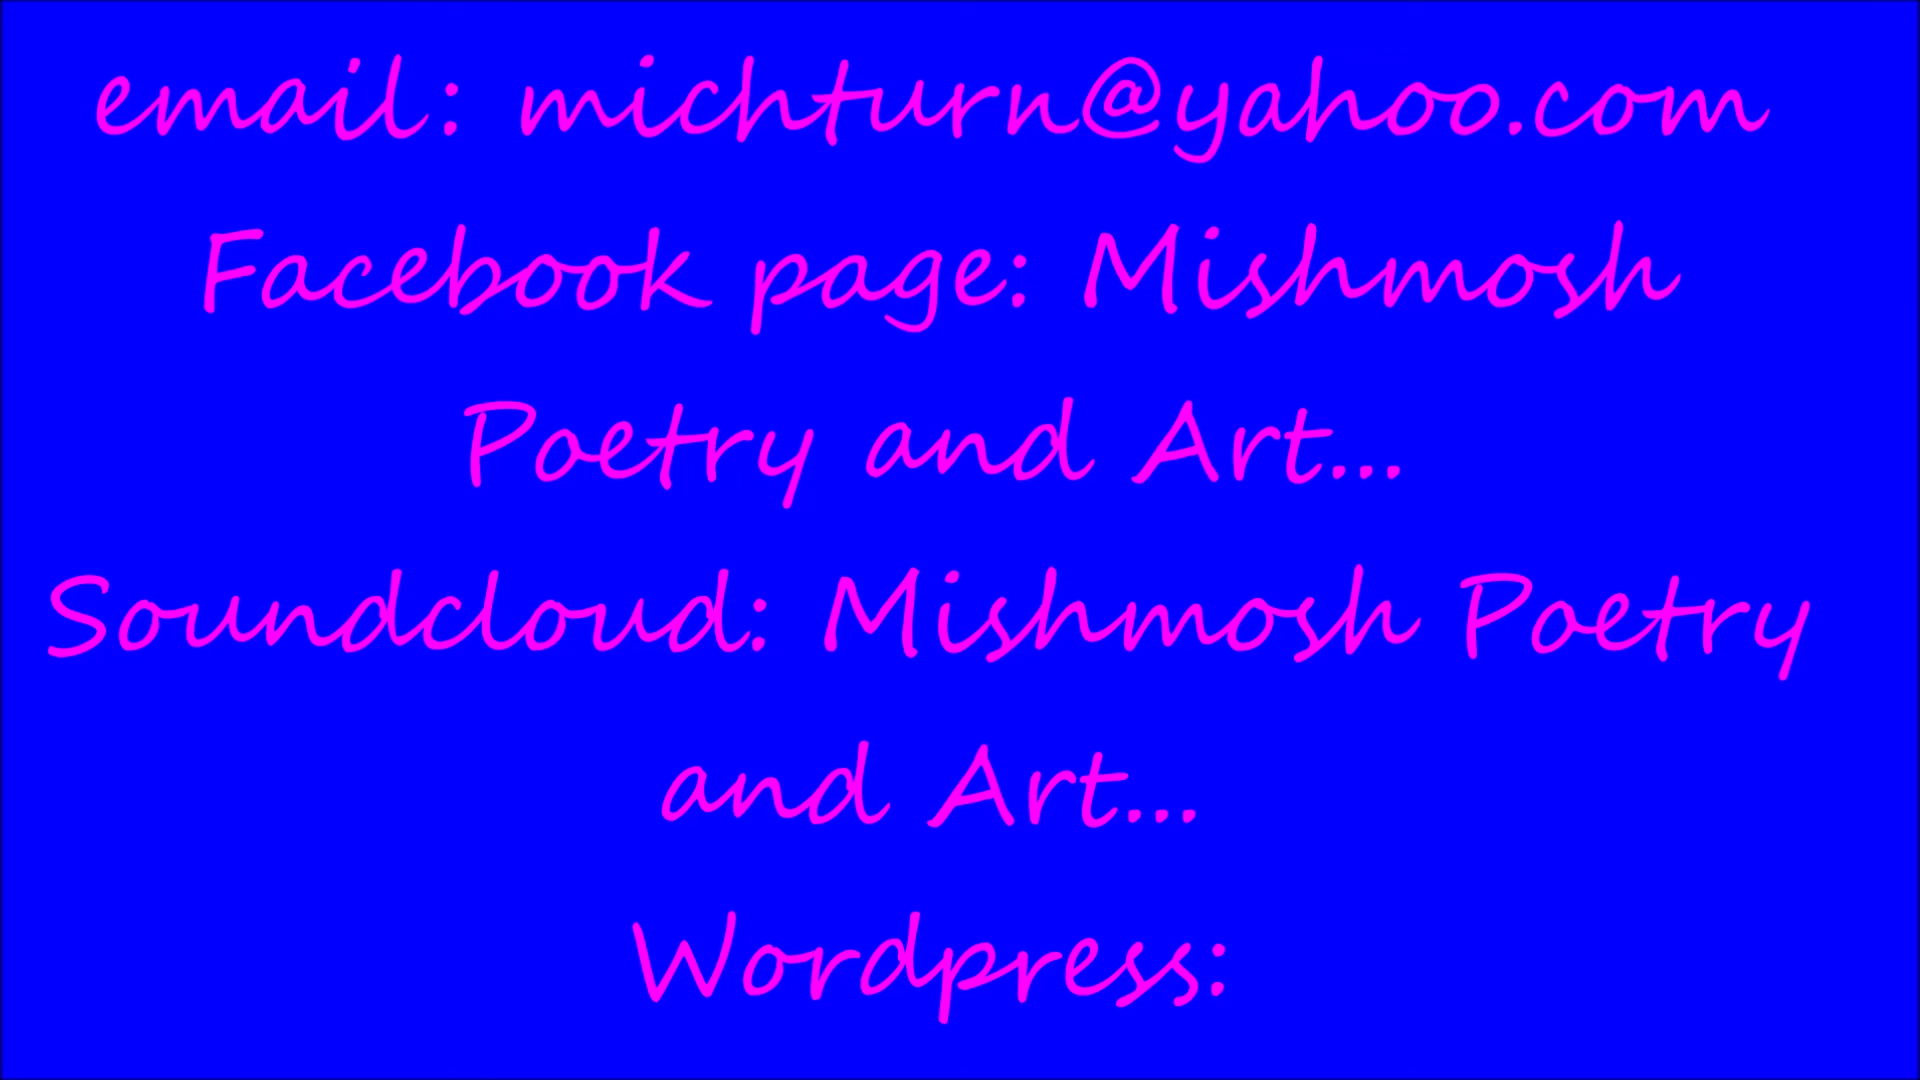 email: michturn@yahoo.com
Facebook page: Mishmosh
Poetry and Art...
Soundcloud: Mishmosh Poetry
and Art...
Wordpress: